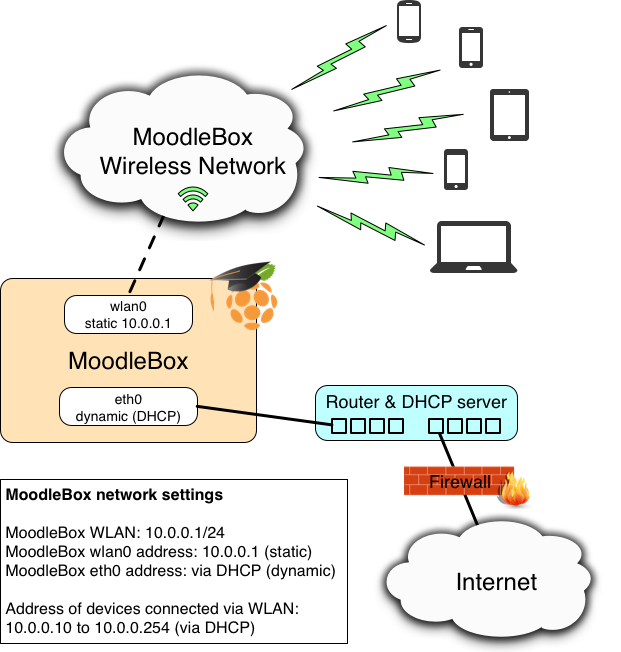 MoodleBox
Wireless Network
wlan0
static 10.0.0.1
MoodleBox
eth0
dynamic (DHCP)
Router & DHCP server
Firewall
Internet
MoodleBox network settings
MoodleBox WLAN: 10.0.0.1/24
MoodleBox wlan0 address: 10.0.0.1 (static)
MoodleBox eth0 address: via DHCP (dynamic)
Address of devices connected via WLAN:
10.0.0.10 to 10.0.0.254 (via DHCP)